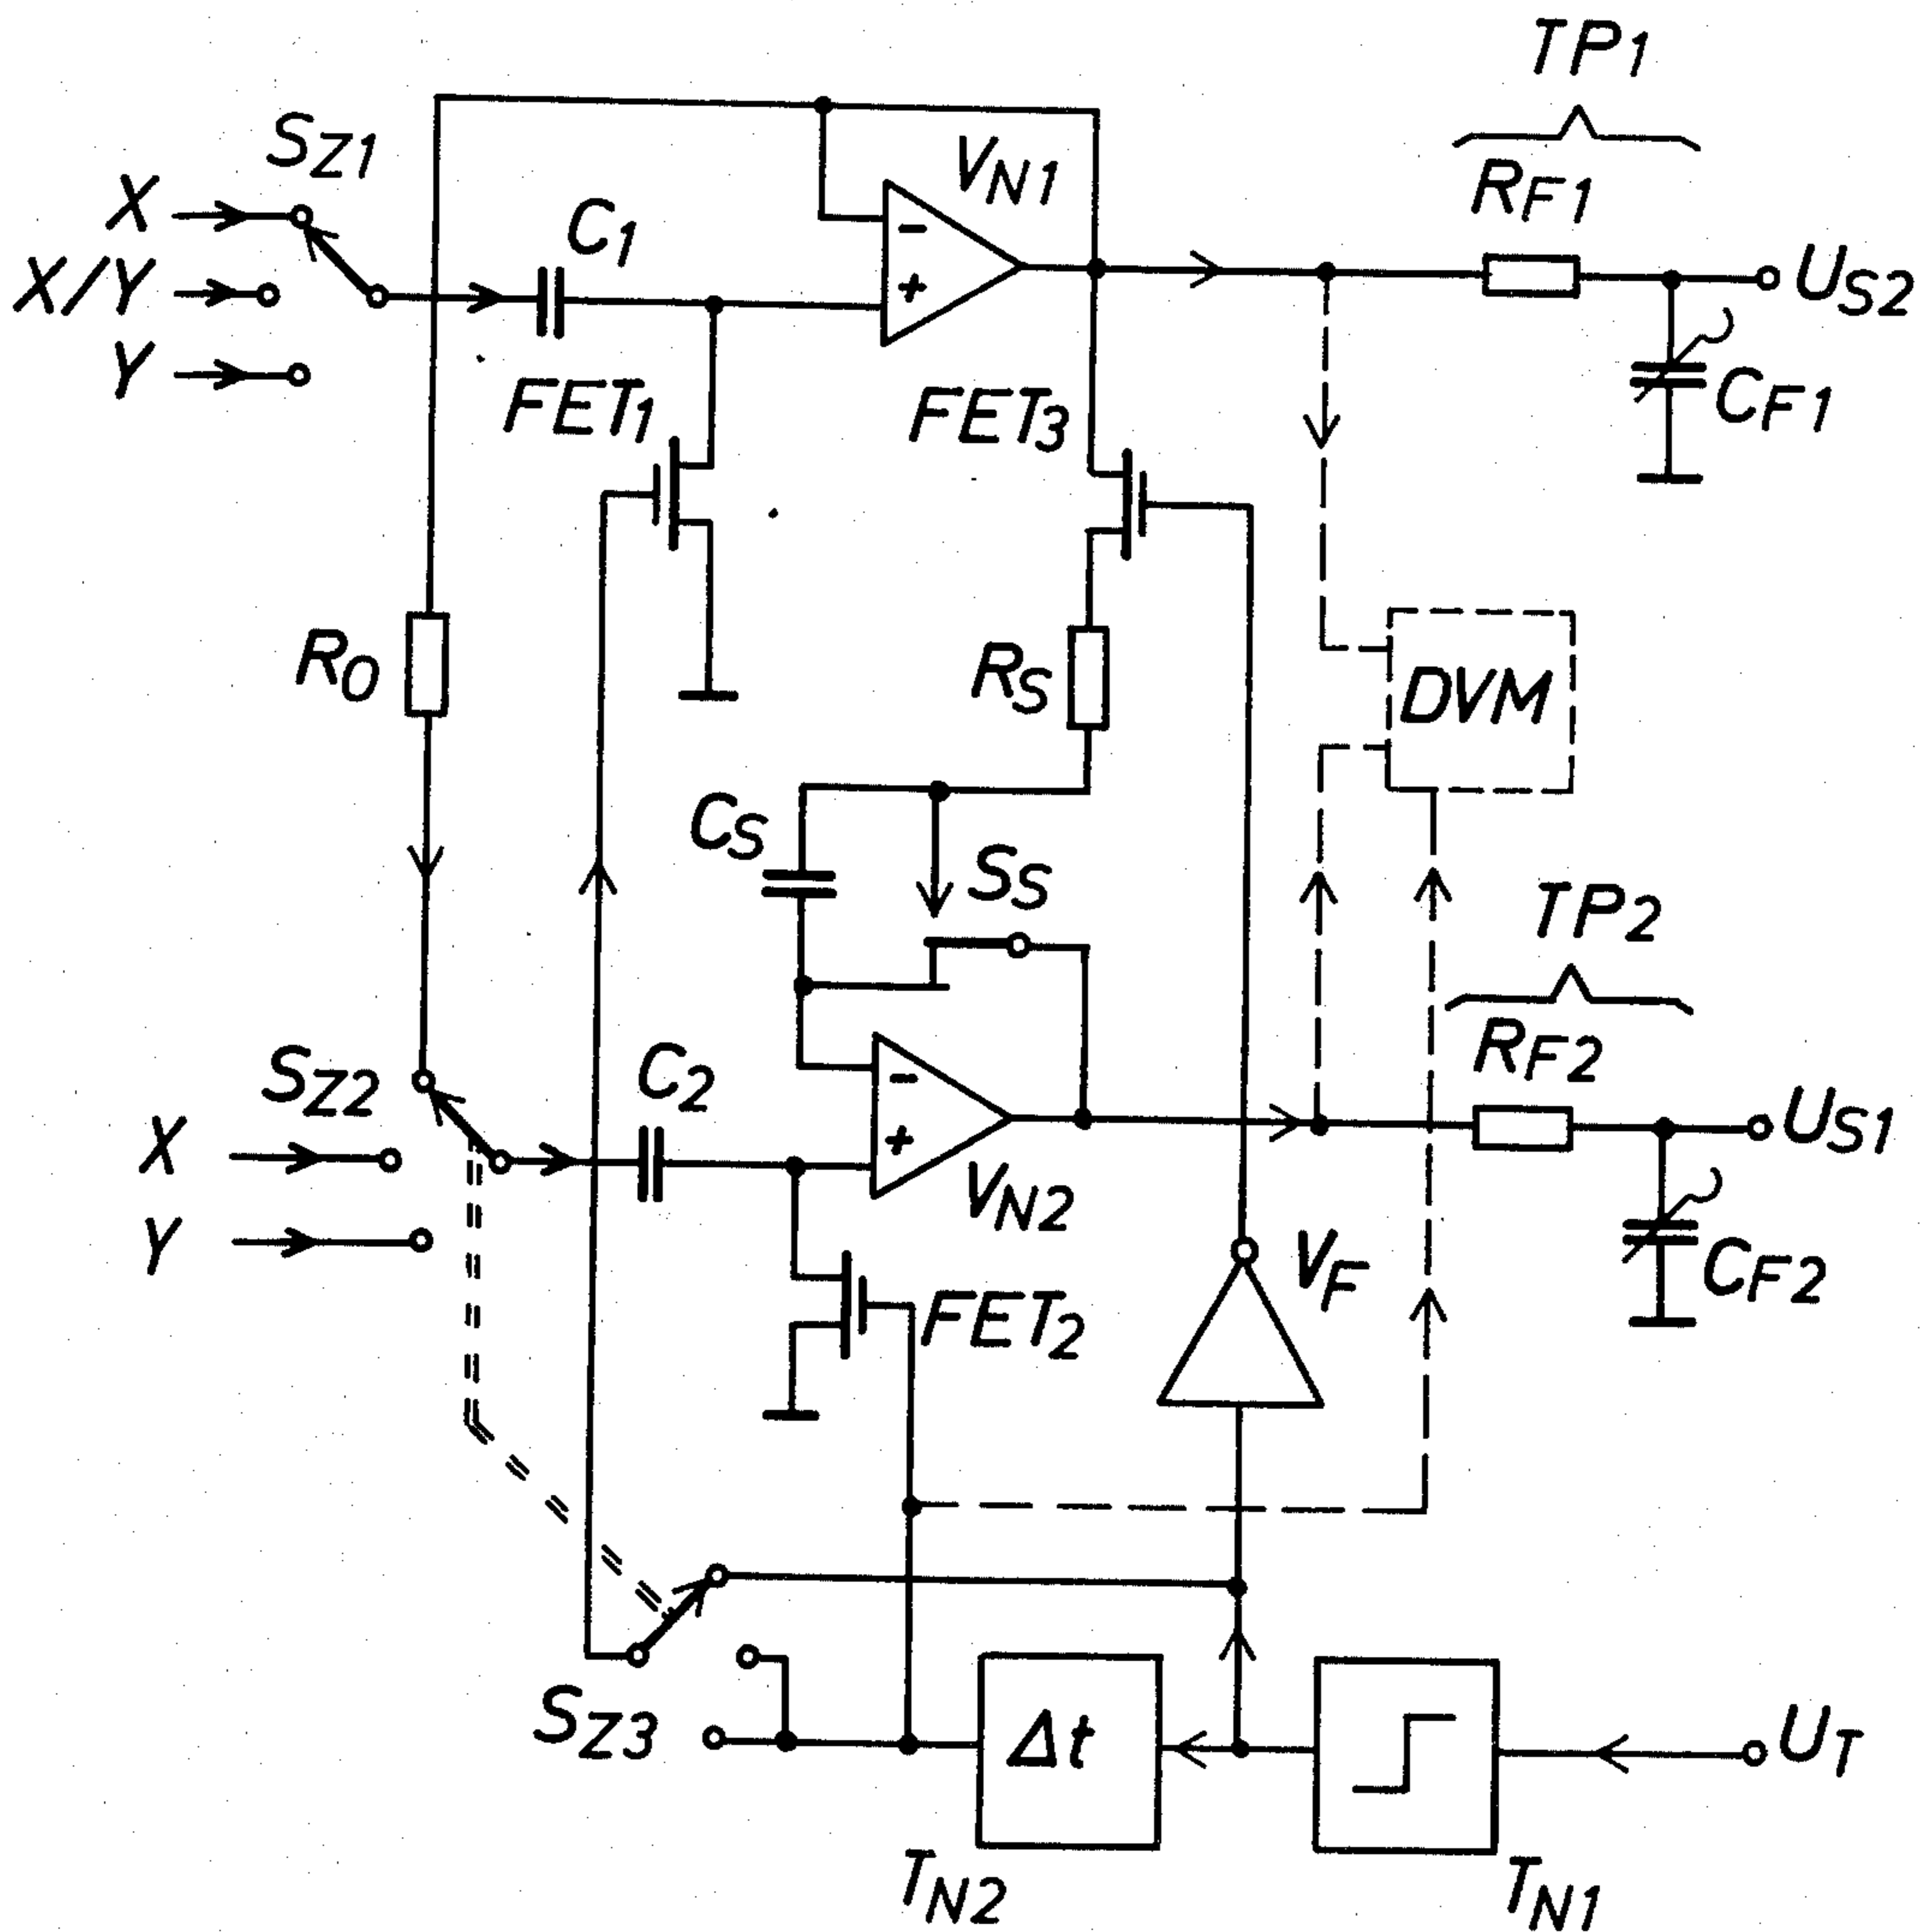 TP1
SZ1
VN1
RF1
X
C1
US2
X/Y
-
+
Y
FET1
FET3
CF1
RO
RS
DVM
CS
SS
TP2
RF2
SZ2
C2
-
US1
X
+
VN2
Y
VF
CF2
FET2
SZ3
Δt
UT
TN2
TN1